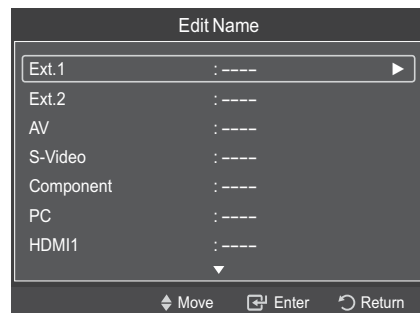 Edit Name
Ext.1 : ----
Ext.2 : ----
AV : ----
S-Video : ----
Component : ----
PC : ----
HDMI1 : ----
Move Enter Return